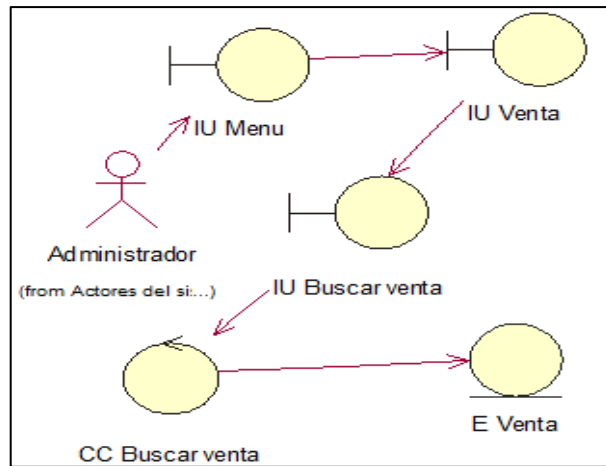 IU Menu
IU Venta
Administrador
(from Actores del si:...)
IU Buscar venta
CC Buscar venta
E Venta